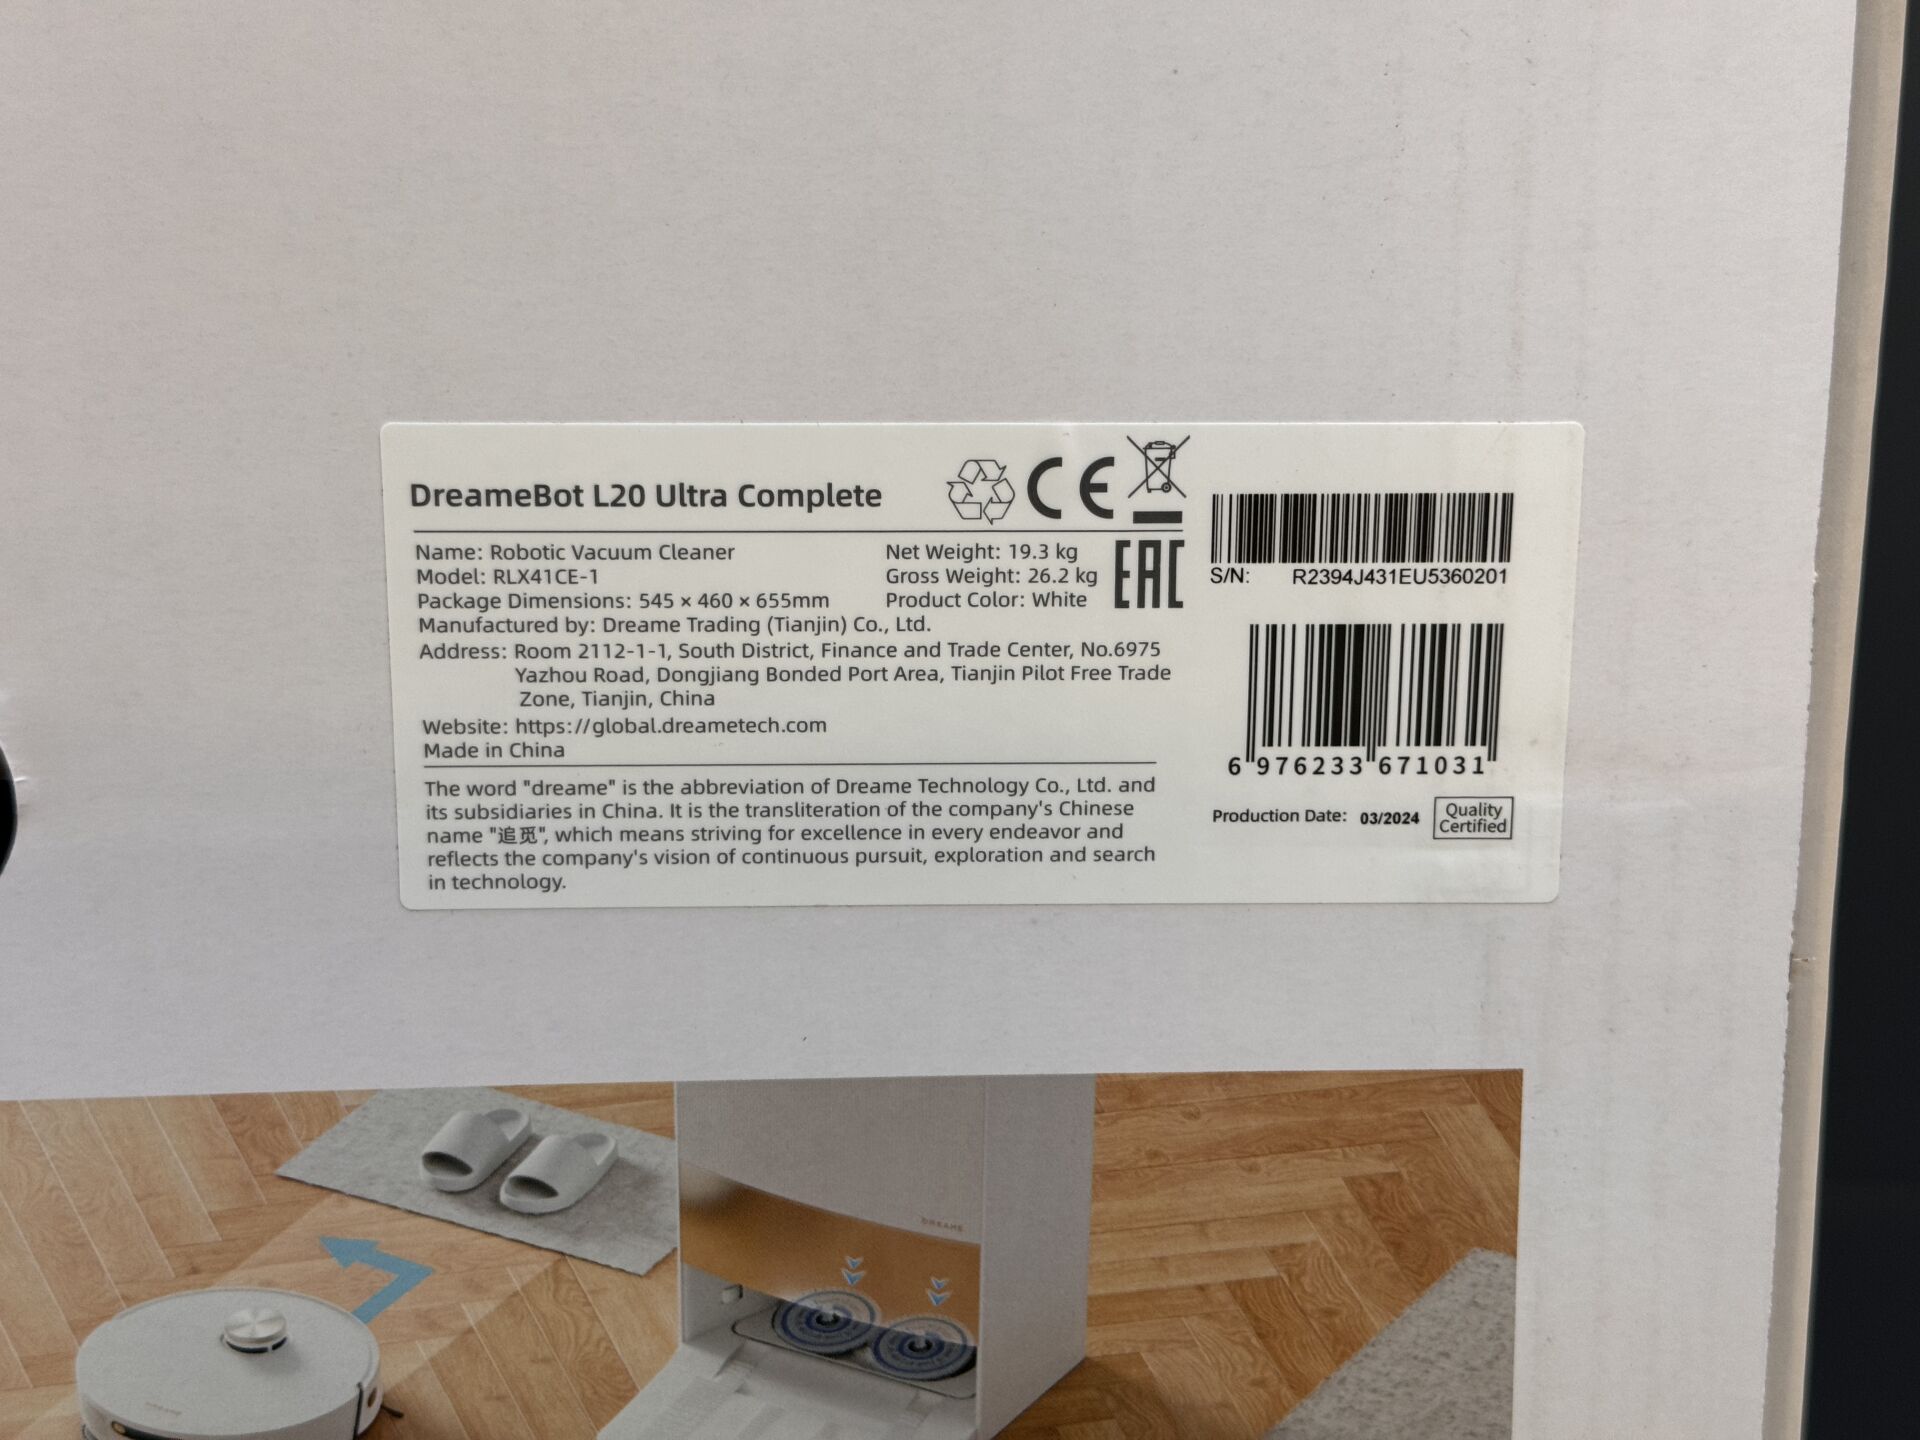 DreameBot L20 Ultra Complete
CE
Name: Robotic Vacuum Cleaner
Model: RLX41CE-1
Package Dimensions: 545 × 460 × 655mm
Net Weight: 19.3 kg
Gross Weight: 26.2 kg
Product Color: White
EAC
Manufactured by: Dreame Trading (Tianjin) Co., Ltd.
Address: Room 2112-1-1, South District, Finance and Trade Center, No.6975
Yazhou Road, Dongjiang Bonded Port Area, Tianjin Pilot Free Trade
Zone, Tianjin, China
Website: https://global.dreametech.com
Made in China
The word "dreame" is the abbreviation of Dreame Technology Co., Ltd. and
its subsidiaries in China. It is the transliteration of the company's Chinese
name "追觅", which means striving for excellence in every endeavor and
reflects the company's vision of continuous pursuit, exploration and search
in technology.
S/N: R2394J431EU5360201
6 976233 671031
Production Date: 03/2024
Quality
Certified
DREAME